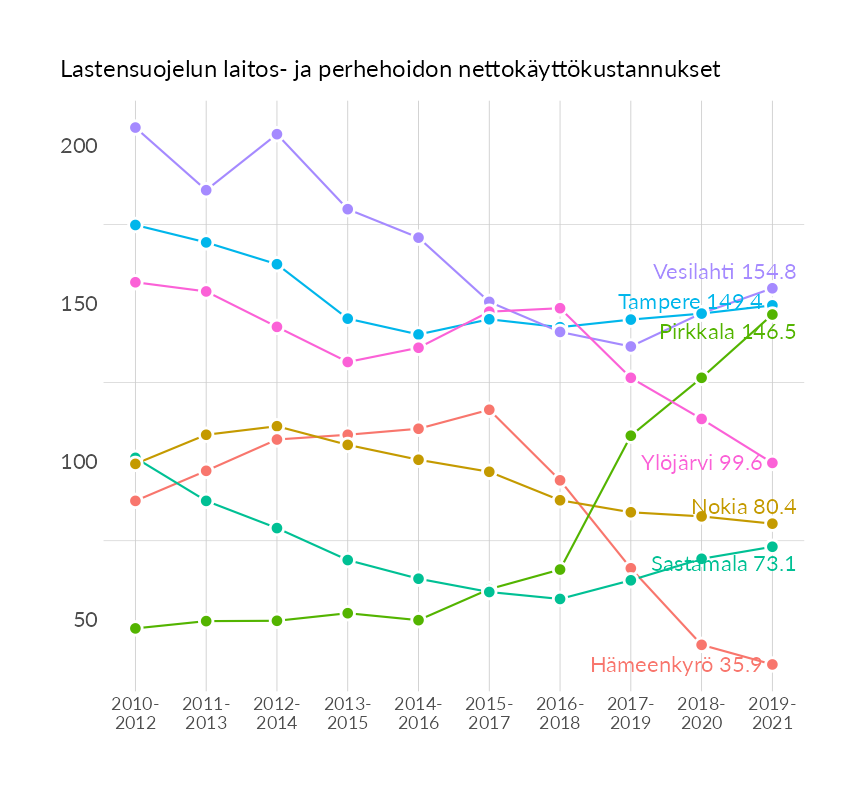 Lastensuojelun laitos- ja perhehoidon nettokäyttökustannukset
200
150
100
50
Vesilahti 154.8
Tampere 149.4
Pirkkala 146.5
Ylöjärvi 99.6
Nokia 80.4
Sastamala 73.1
Hämeenkyrö 35.9
2010- 2011- 2012- 2013- 2014- 2015- 2016- 2017- 2018- 2019-
2012 2013 2014 2015 2016 2017 2018 2019 2020 2021